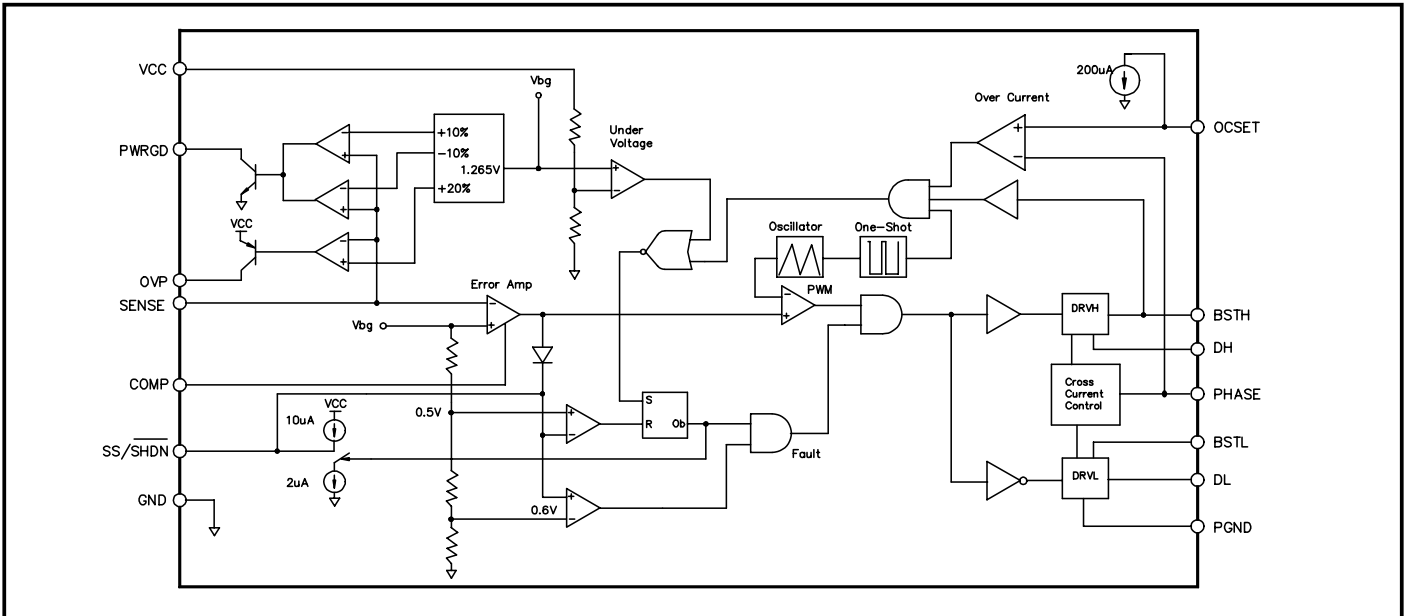 VCC
PWRGD
OVP
SENSE
COMP
SS/SHDN
GND
VCC
+10%
-10%
1.265V
+20%
Vbg
Under
Voltage
Over Current
200uA
OCSET
Oscillator
One-Shot
PWM
Error Amp
Vbg
0.5V
0.6V
VCC
10uA
2uA
S
R
Qb
Fault
DRVH
Cross
Current
Control
DRVL
BSTH
DH
PHASE
BSTL
DL
PGND
+
-
+
-
+
-
+
-
+
-
+
-
+
-
+
-
+
-